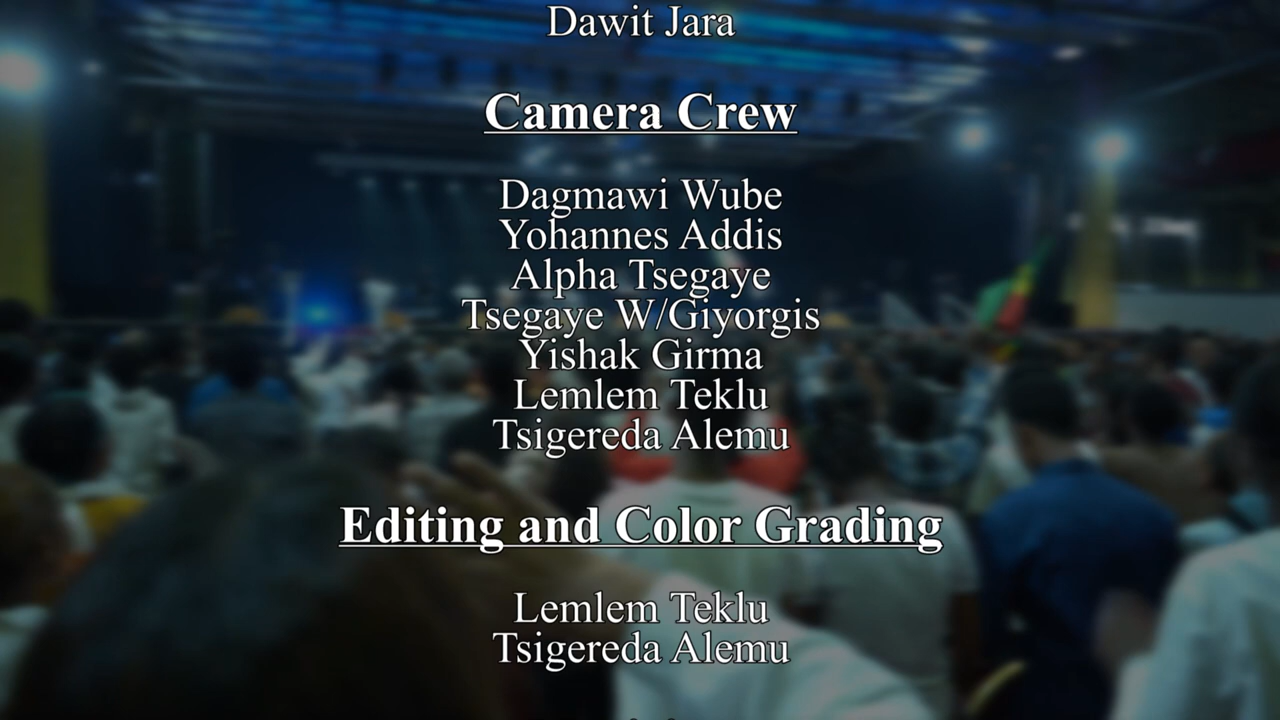 Dawit Jara
Camera Crew
Dagmawi Wube
Yohannes Addis
Alpha Tsegaye
Tsegaye W/Giyorgis
Yishak Girma
Lemlem Teklu
Tsigereda Alemu
Editing and Color Grading
Lemlem Teklu
Tsigereda Alemu